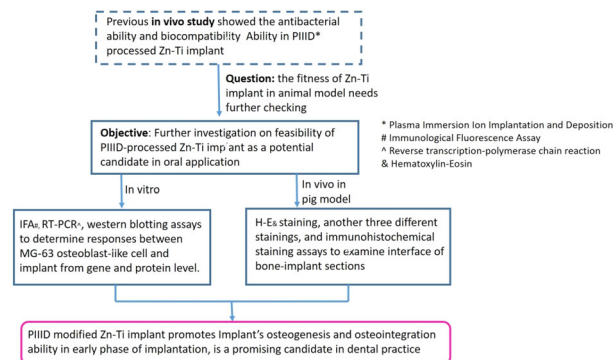 Previous in vivo study showed the antibacterial
ability and biocompatibility Ability in PIIID*
processed Zn-Ti implant
Question: the fitness of Zn-Ti
implant in animal model needs
further checking
Objective: Further investigation on feasibility of
PIIID-processed Zn-Ti implant as a potential
candidate in oral application
* Plasma Immersion Ion Implantation and Deposition
# Immunological Fluorescence Assay
^ Reverse transcription-polymerase chain reaction
& Hematoxylin-Eosin
In vitro
In vivo in
pig model
IFA#, RT-PCR^, western blotting assays
to determine responses between
MG-63 osteoblast-like cell and
implant from gene and protein level.
H-E& staining, another three different
stainings, and immunohistochemical
staining assays to examine interface of
bone-implant sections
PIIID modified Zn-Ti implant promotes Implant's osteogenesis and osteointegration
ability in early phase of implantation, is a promising candidate in dental practice